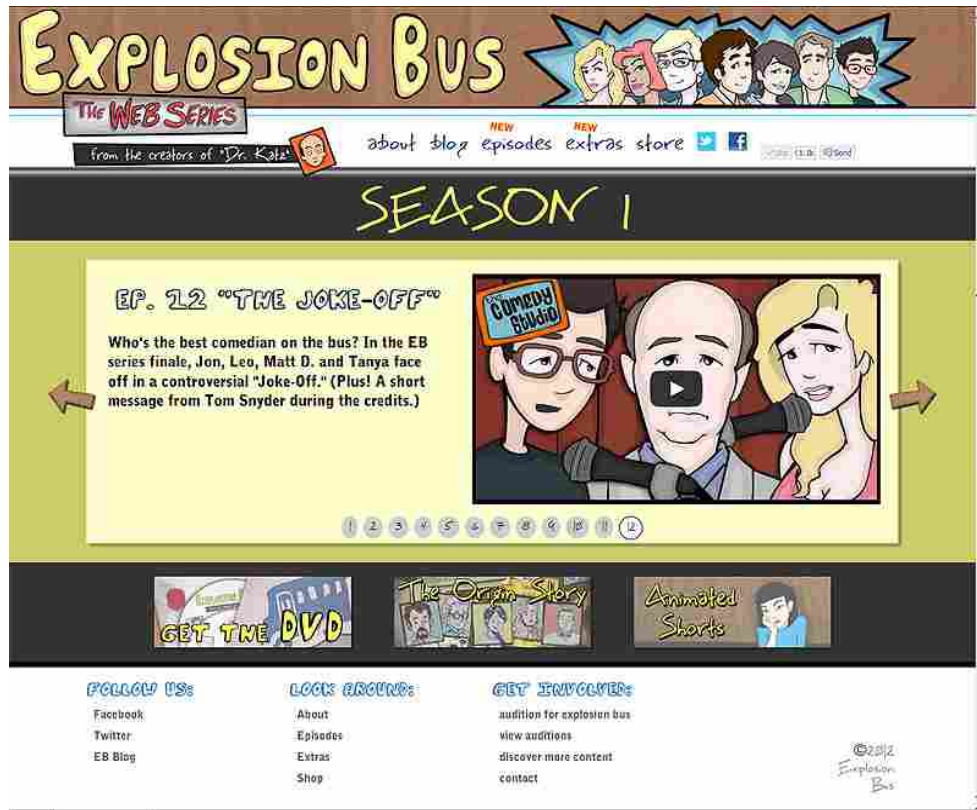 EXPLOSION BUS
THE WEB SERIES
from the creators of "Dr. Katz"
about blog episodes extras store
NEW NEW
Send
SEASON 1
EP. 12 "THE JOKE-OFF"
Who's the best comedian on the bus? In the EB
series finale, Jon, Leo, Matt D. and Tanya face
off in a controversial "Joke-Off." (Plus! A short
message from Tom Snyder during the credits.)
the Comedy
Studio
1 2 3 4 5 6 7 8 9 10 11 12
GET THE DVD
The Origin Story
Animated
Shorts
FOLLOW US:
Facebook
Twitter
EB Blog
LOOK AROUND:
About
Episodes
Extras
Shop
GET INVOLVED:
audition for explosion bus
view auditions
discover more content
contact
©2012
Explosion
Bus